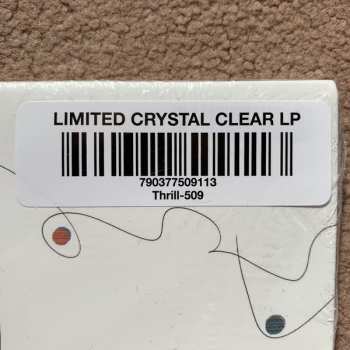 LIMITED CRYSTAL CLEAR LP
790377509113
Thrill-509